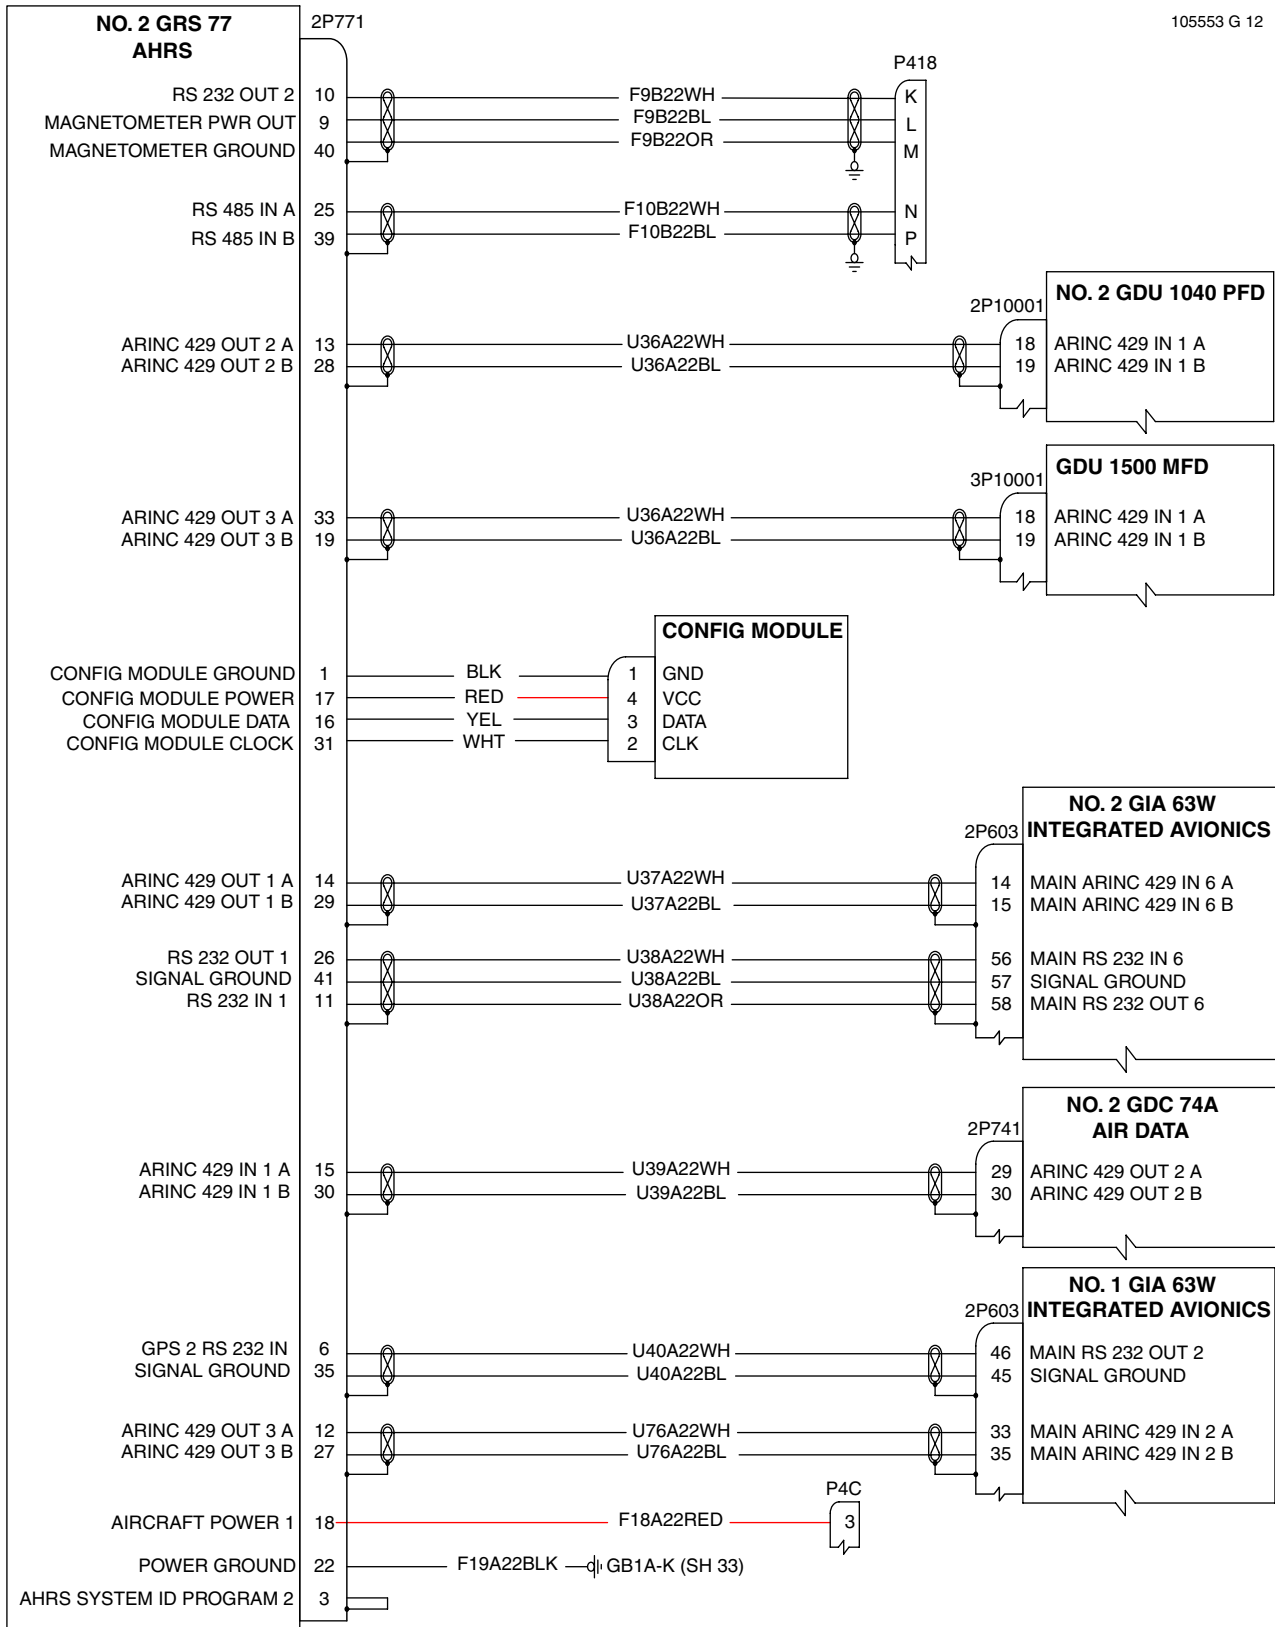 NO. 2 GRS 77
AHRS
2P771
105553 G 12
P418
RS 232 OUT 2 10 F9B22WH K
MAGNETOMETER PWR OUT 9 F9B22BL L
MAGNETOMETER GROUND 40 F9B22OR M
RS 485 IN A 25 F10B22WH N
RS 485 IN B 39 F10B22BL P
NO. 2 GDU 1040 PFD
2P10001
ARINC 429 OUT 2 A 13 U36A22WH 18 ARINC 429 IN 1 A
ARINC 429 OUT 2 B 28 U36A22BL 19 ARINC 429 IN 1 B
GDU 1500 MFD
3P10001
ARINC 429 OUT 3 A 33 U36A22WH 18 ARINC 429 IN 1 A
ARINC 429 OUT 3 B 19 U36A22BL 19 ARINC 429 IN 1 B
CONFIG MODULE
CONFIG MODULE GROUND 1 BLK 1 GND
CONFIG MODULE POWER 17 RED 4 VCC
CONFIG MODULE DATA 16 YEL 3 DATA
CONFIG MODULE CLOCK 31 WHT 2 CLK
NO. 2 GIA 63W
2P603 INTEGRATED AVIONICS
ARINC 429 OUT 1 A 14 U37A22WH 14 MAIN ARINC 429 IN 6 A
ARINC 429 OUT 1 B 29 U37A22BL 15 MAIN ARINC 429 IN 6 B
RS 232 OUT 1 26 U38A22WH 56 MAIN RS 232 IN 6
SIGNAL GROUND 41 U38A22BL 57 SIGNAL GROUND
RS 232 IN 1 11 U38A22OR 58 MAIN RS 232 OUT 6
NO. 2 GDC 74A
2P741 AIR DATA
ARINC 429 IN 1 A 15 U39A22WH 29 ARINC 429 OUT 2 A
ARINC 429 IN 1 B 30 U39A22BL 30 ARINC 429 OUT 2 B
NO. 1 GIA 63W
2P603 INTEGRATED AVIONICS
GPS 2 RS 232 IN 6 U40A22WH 46 MAIN RS 232 OUT 2
SIGNAL GROUND 35 U40A22BL 45 SIGNAL GROUND
ARINC 429 OUT 3 A 12 U76A22WH 33 MAIN ARINC 429 IN 2 A
ARINC 429 OUT 3 B 27 U76A22BL 35 MAIN ARINC 429 IN 2 B
P4C
AIRCRAFT POWER 1 18 F18A22RED 3
POWER GROUND 22 F19A22BLK GB1A-K (SH 33)
AHRS SYSTEM ID PROGRAM 2 3